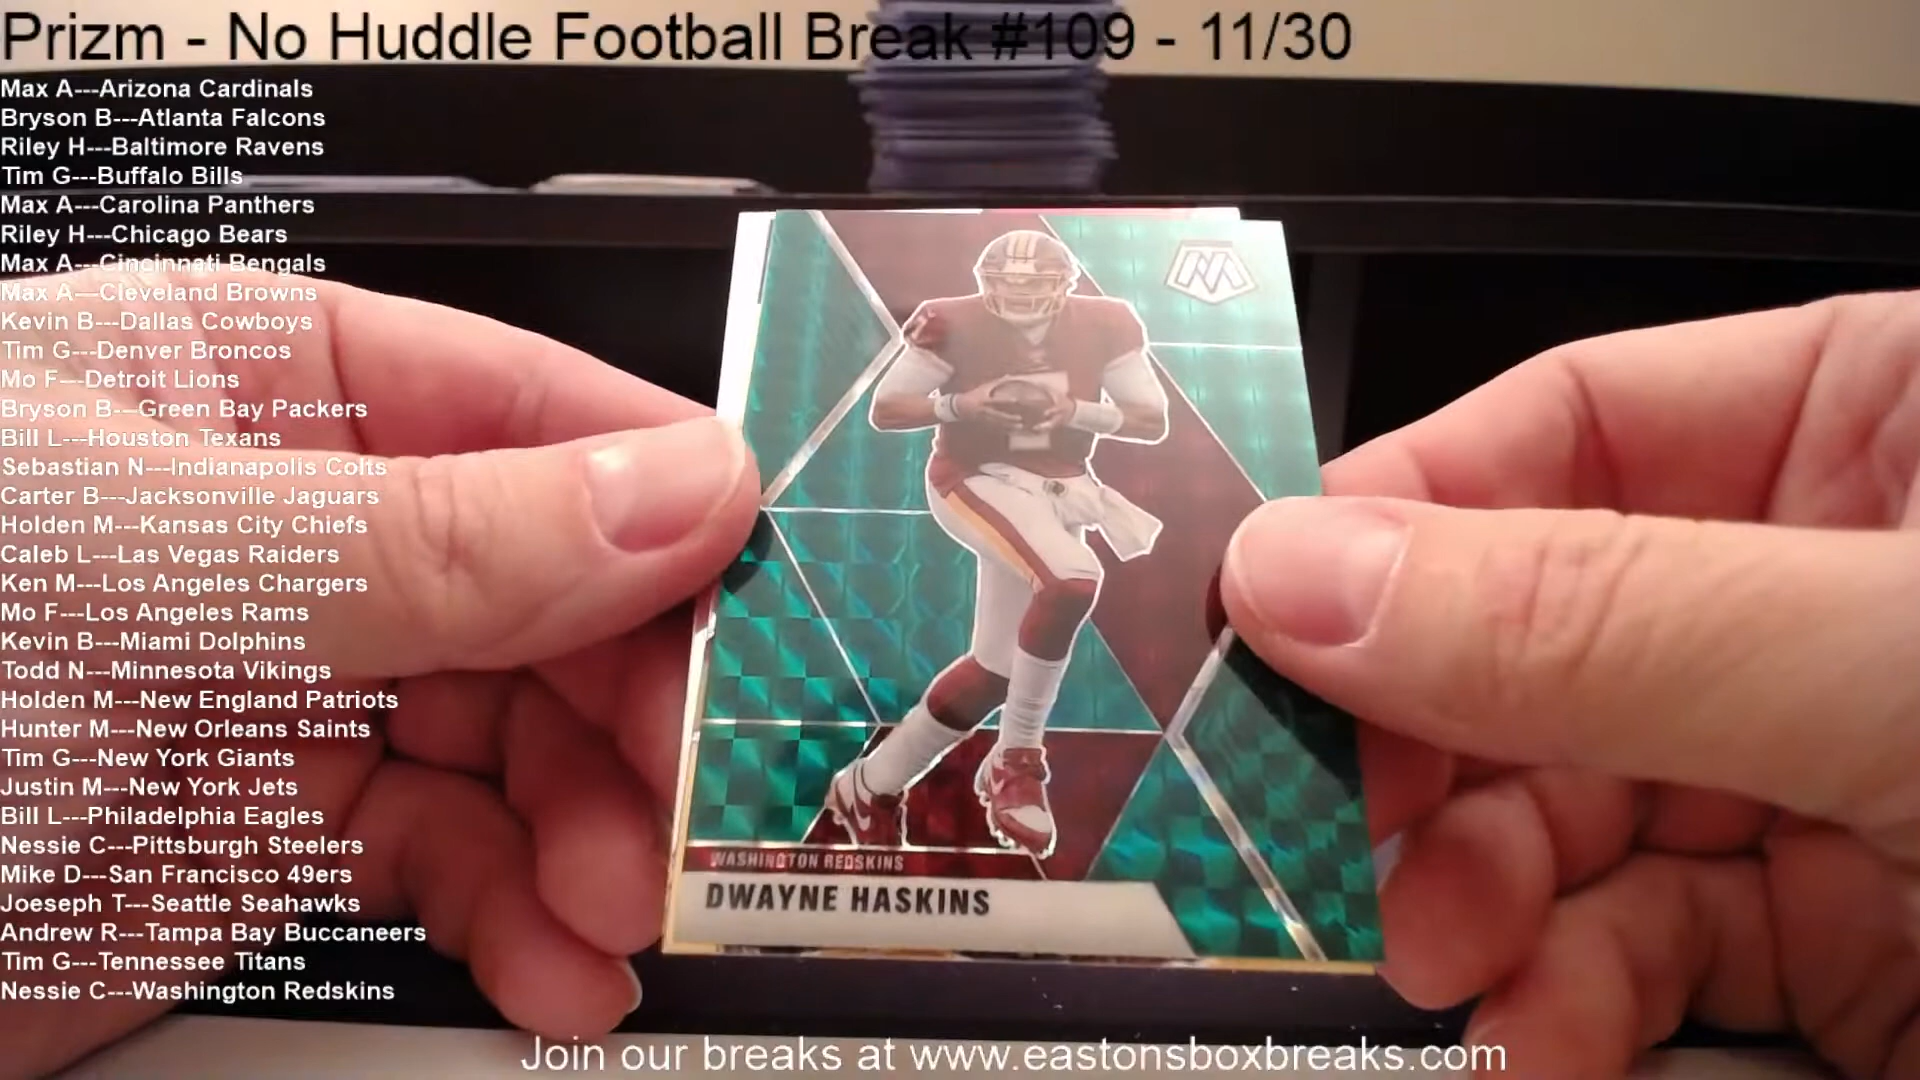 Prizm - No Huddle Football Break #109 - 11/30
Max A---Arizona Cardinals
Bryson B---Atlanta Falcons
Riley H---Baltimore Ravens
Tim G---Buffalo Bills
Max A---Carolina Panthers
Riley H---Chicago Bears
Max A---Cincinnati Bengals
Max A---Cleveland Browns
Kevin B---Dallas Cowboys
Tim G---Denver Broncos
Mo F---Detroit Lions
Bryson B---Green Bay Packers
Bill L---Houston Texans
Sebastian N---Indianapolis Colts
Carter B---Jacksonville Jaguars
Holden M---Kansas City Chiefs
Caleb L---Las Vegas Raiders
Ken M---Los Angeles Chargers
Mo F---Los Angeles Rams
Kevin B---Miami Dolphins
Todd N---Minnesota Vikings
Holden M---New England Patriots
Hunter M---New Orleans Saints
Tim G---New York Giants
Justin M---New York Jets
Bill L---Philadelphia Eagles
Nessie C---Pittsburgh Steelers
Mike D---San Francisco 49ers
Joeseph T---Seattle Seahawks
Andrew R---Tampa Bay Buccaneers
Tim G---Tennessee Titans
Nessie C---Washington Redskins
M
WASHINGTON REDSKINS
DWAYNE HASKINS
Join our breaks at www.eastonsboxbreaks.com